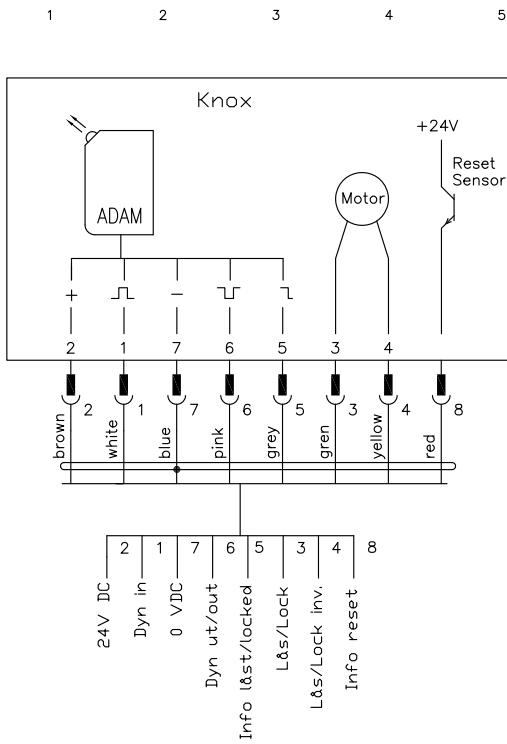 1 2 3 4 5
Knox
+24V
Reset
Sensor
Motor
ADAM
+ −
2 1 7 6 5 3 4
2 1 7 6 5 3 4 8
brown white blue pink grey gren yellow red
2 1 7 6 5 3 4 8
24V DC
Dyn in
0 VDC
Dyn ut/out
Info låst/locked
Lås/Lock
Lås/Lock inv.
Info reset